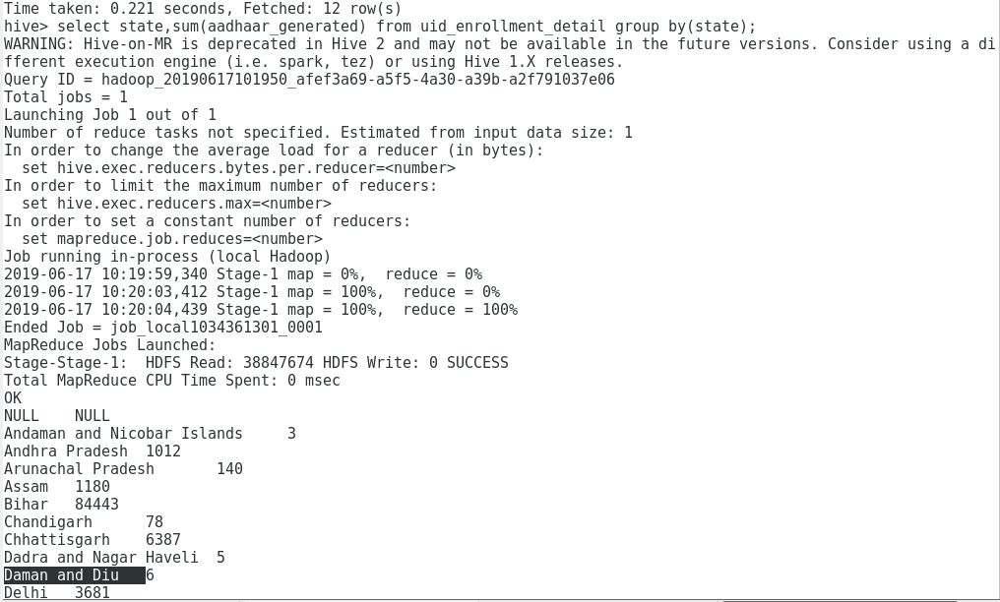 Time taken: 0.221 seconds, Fetched: 12 row(s)
hive> select state,sum(aadhaar_generated) from uid_enrollment_detail group by(state);
WARNING: Hive-on-MR is deprecated in Hive 2 and may not be available in the future versions. Consider using a di
fferent execution engine (i.e. spark, tez) or using Hive 1.X releases.
Query ID = hadoop_20190617101950_afef3a69-a5f5-4a30-a39b-a2f791037e06
Total jobs = 1
Launching Job 1 out of 1
Number of reduce tasks not specified. Estimated from input data size: 1
In order to change the average load for a reducer (in bytes):
  set hive.exec.reducers.bytes.per.reducer=<number>
In order to limit the maximum number of reducers:
  set hive.exec.reducers.max=<number>
In order to set a constant number of reducers:
  set mapreduce.job.reduces=<number>
Job running in-process (local Hadoop)
2019-06-17 10:19:59,340 Stage-1 map = 0%,  reduce = 0%
2019-06-17 10:20:03,412 Stage-1 map = 100%,  reduce = 0%
2019-06-17 10:20:04,439 Stage-1 map = 100%,  reduce = 100%
Ended Job = job_local1034361301_0001
MapReduce Jobs Launched:
Stage-Stage-1:  HDFS Read: 38847674 HDFS Write: 0 SUCCESS
Total MapReduce CPU Time Spent: 0 msec
OK
NULL    NULL
Andaman and Nicobar Islands     3
Andhra Pradesh  1012
Arunachal Pradesh       140
Assam   1180
Bihar   84443
Chandigarh      78
Chhattisgarh    6387
Dadra and Nagar Haveli  5
Daman and Diu   6
Delhi   3681